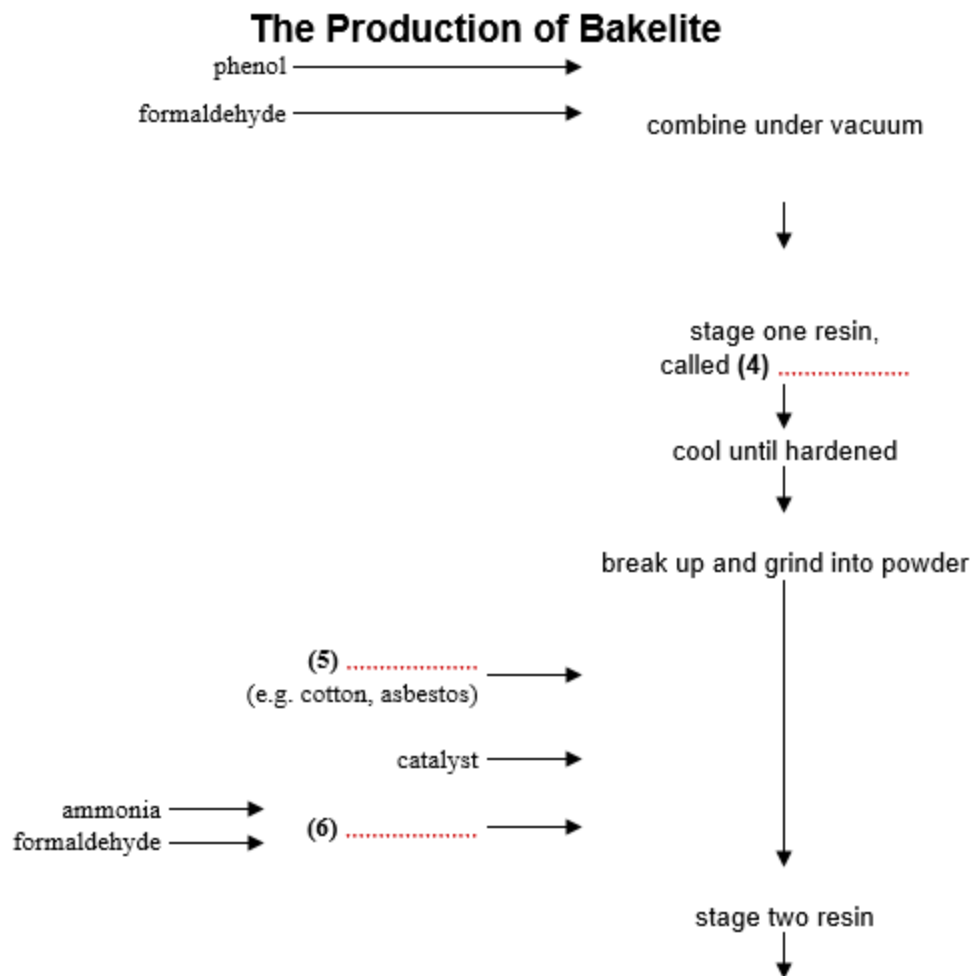 The Production of Bakelite
phenol
formaldehyde
combine under vacuum
stage one resin,
called (4) ....................
cool until hardened
break up and grind into powder
(5) ....................
(e.g. cotton, asbestos)
catalyst
ammonia
formaldehyde
(6) ....................
stage two resin